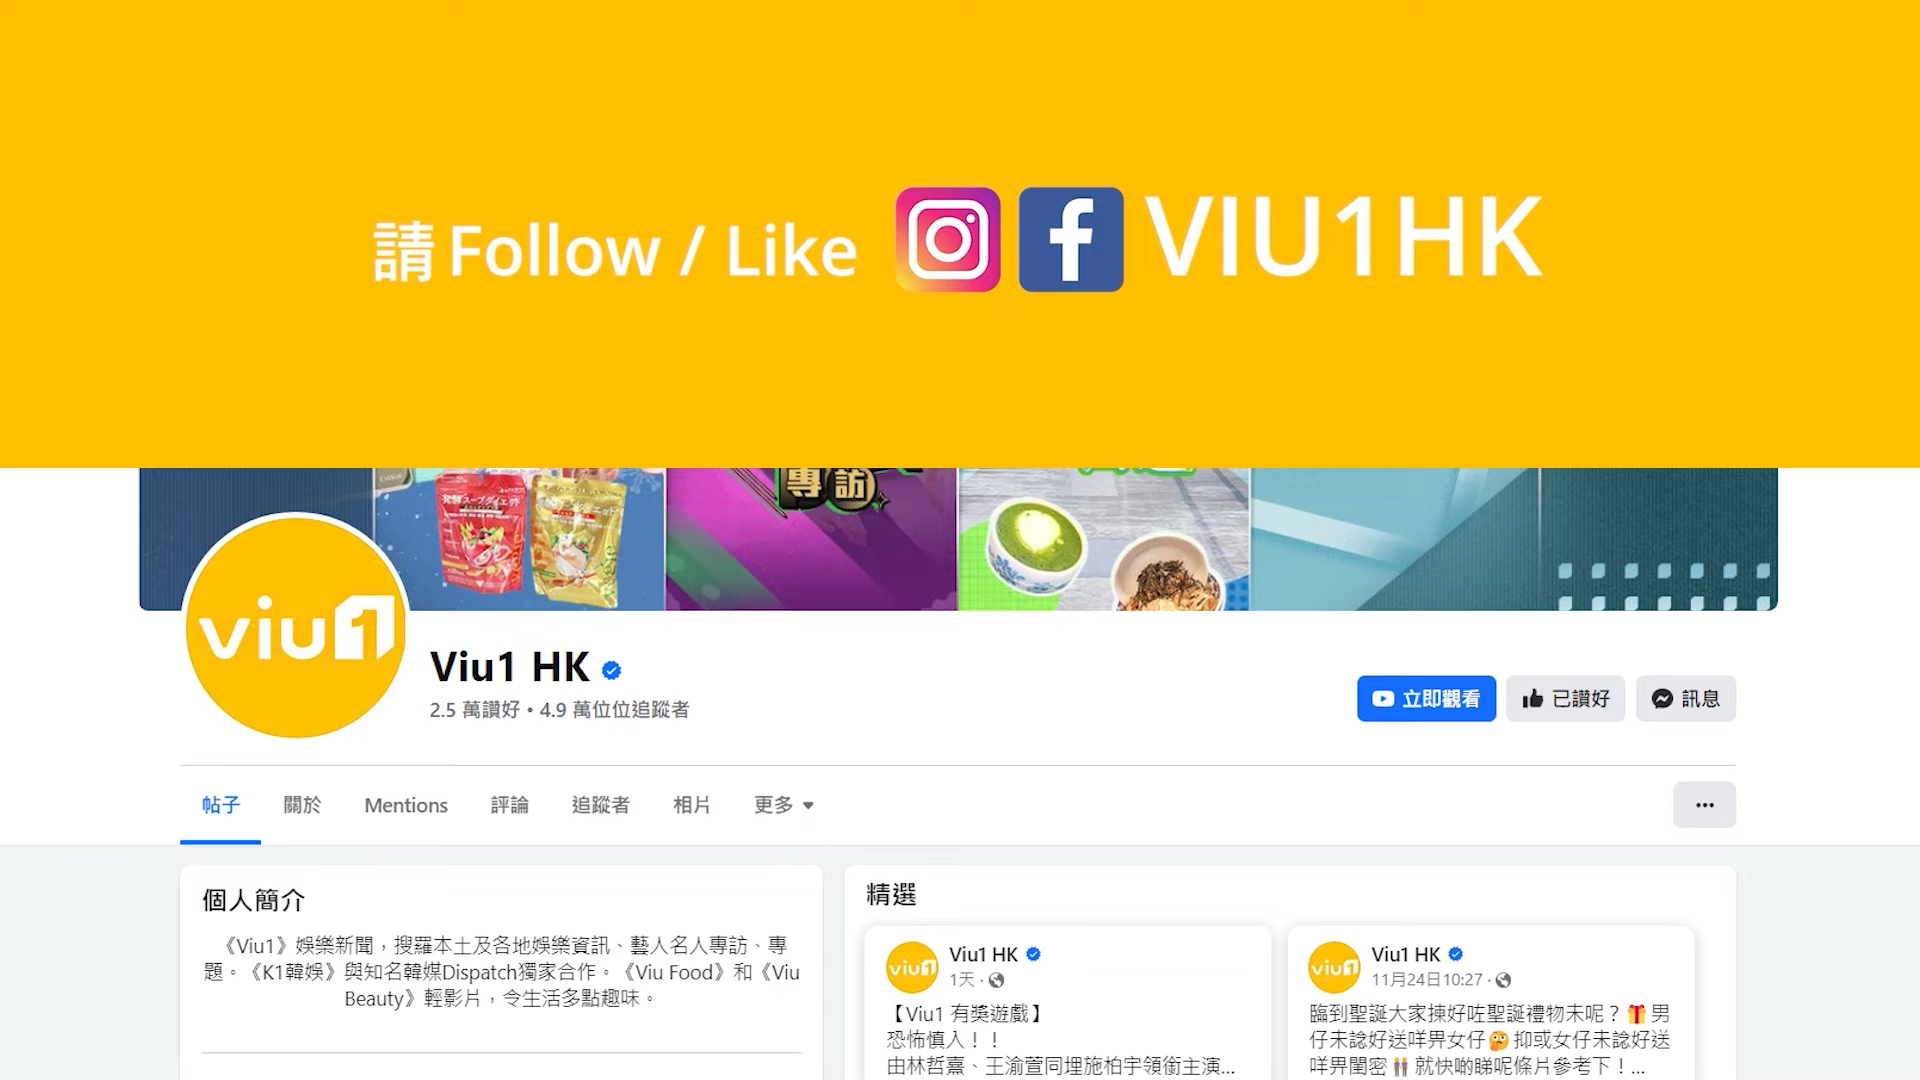 請 Follow / Like VIU1HK
専訪
viu1
Viu1 HK
2.5 萬讚好 • 4.9 萬位位追蹤者
立即觀看
已讚好
訊息
帖子
關於
Mentions
評論
追蹤者
相片
更多
個人簡介
《Viu1》娛樂新聞，搜羅本土及各地娛樂資訊、藝人名人專訪、專
題。《K1韓娛》與知名韓媒Dispatch獨家合作。《Viu Food》和《Viu
Beauty》輕影片，令生活多點趣味。
精選
viu1
Viu1 HK
1天 ·
【Viu1 有獎遊戲】
恐怖慎入！！
由林哲熹、王渝萱同埋施柏宇領銜主演...
viu1
Viu1 HK
11月24日10:27 ·
臨到聖誕大家揀好咗聖誕禮物未呢？🎁男
仔未諗好送咩畀女仔🤔抑或女仔未諗好送
咩畀閨密👭就快啲睇呢條片參考下！...